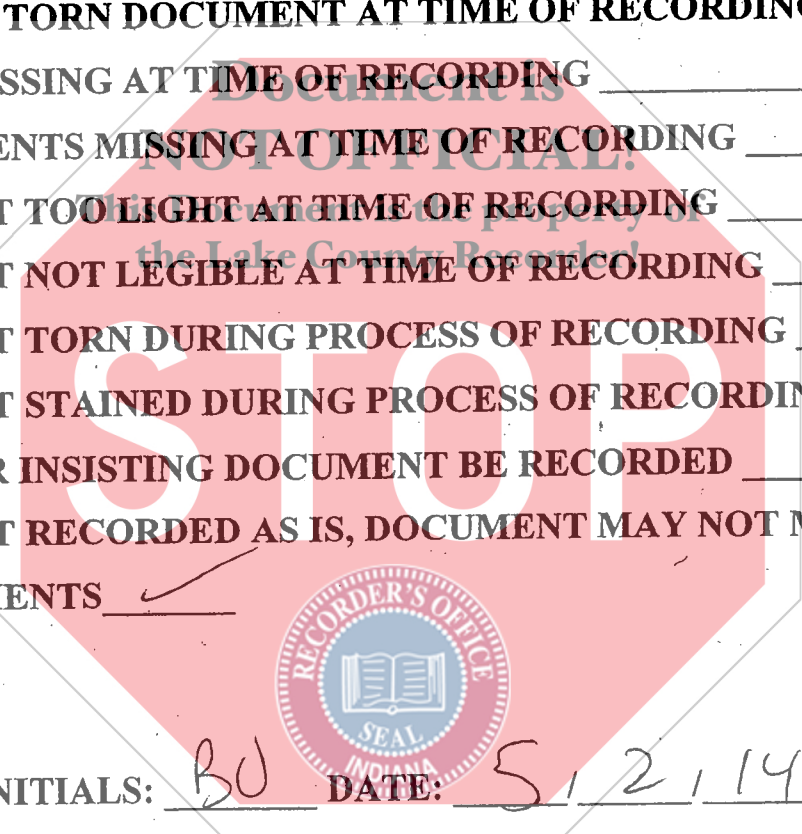 TORN DOCUMENT AT TIME OF RECORDING
SSING AT TIME OF RECORDING
Document is
ENTS MISSING AT TIME OF RECORDING
NOT OFFICIAL!
T TOO LIGHT AT TIME OF RECORDING
This Document is the property of
T NOT LEGIBLE AT TIME OF RECORDING
the Lake County Recorder!
T TORN DURING PROCESS OF RECORDING
T STAINED DURING PROCESS OF RECORDIN
STOP
R INSISTING DOCUMENT BE RECORDED
T RECORDED AS IS, DOCUMENT MAY NOT M
MENTS ✓
RECORDER'S OFFICE
SEAL
INDIANA
NITIALS: BJ DATE: 5, 2, 14